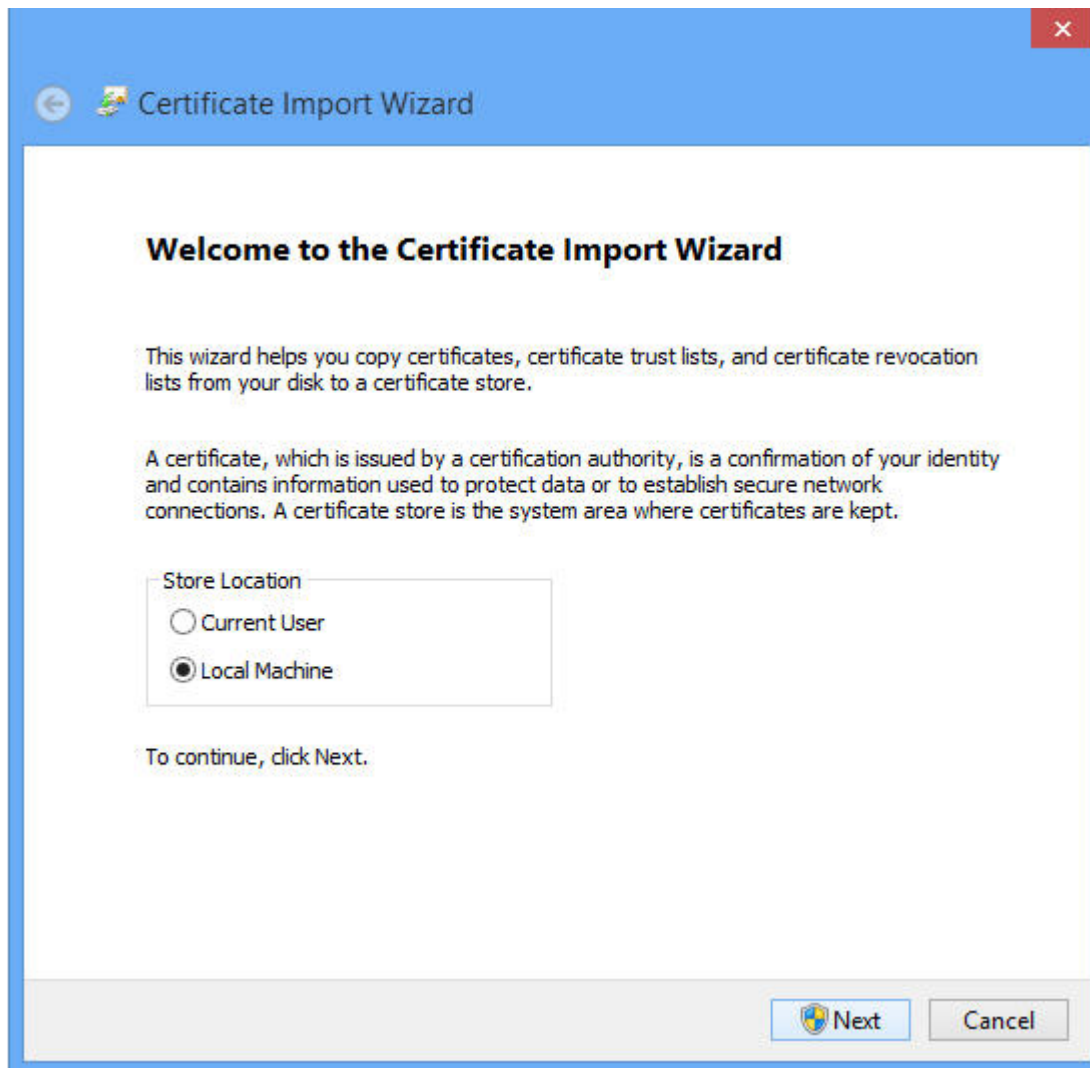 Certificate Import Wizard
Welcome to the Certificate Import Wizard
This wizard helps you copy certificates, certificate trust lists, and certificate revocation
lists from your disk to a certificate store.
A certificate, which is issued by a certification authority, is a confirmation of your identity
and contains information used to protect data or to establish secure network
connections. A certificate store is the system area where certificates are kept.
Store Location
Current User
Local Machine
To continue, click Next.
Next
Cancel